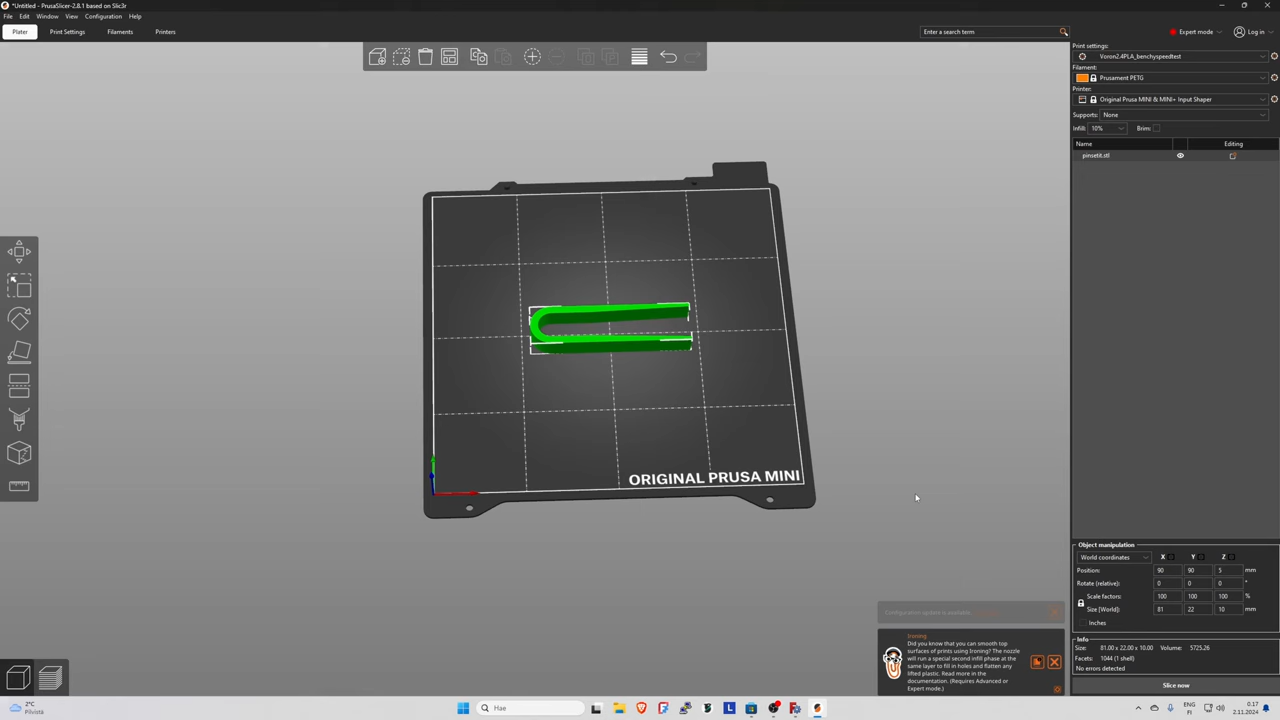 *Untitled - PrusaSlicer-2.8.1 based on Slic3r
File Edit Window View Configuration Help
Plater Print Settings Filaments Printers
Enter a search term
Expert mode
Log in
Print settings:
Voron2.4PLA_benchyspeedtest
Filament:
Prusament PETG
Printer:
Original Prusa MINI & MINI+ Input Shaper
Supports: None
Infill: 10% Brim:
Name Editing
pinsetit.stl
ORIGINAL PRUSA MINI
Object manipulation
World coordinates X Y Z
Position: 90 90 5 mm
Rotate (relative): 0 0 0 °
Scale factors: 100 100 100 %
Size [World]: 81 22 10 mm
Inches
Info
Size: 81.00 x 22.00 x 10.00 Volume: 5725.26
Facets: 1044 (1 shell)
No errors detected
Slice now
Configuration update is available.
Ironing
Did you know that you can smooth top
surfaces of prints using Ironing? The nozzle
will run a special second infill phase at the
same layer to fill in holes and flatten any
lifted plastic. Read more in the
documentation. (Requires Advanced or
Expert mode.)
2°C
Pilvistä
Hae
ENG
FI
0.17
2.11.2024